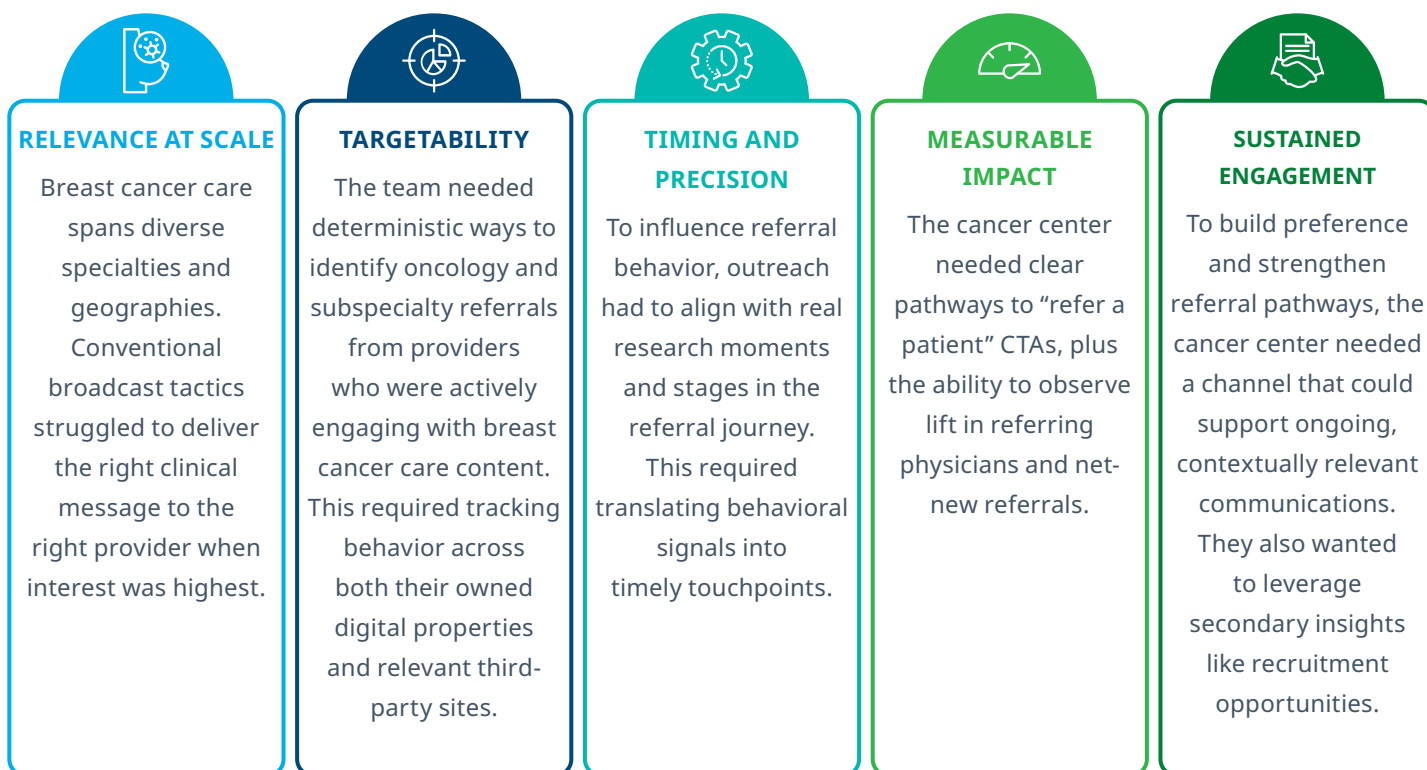 RELEVANCE AT SCALE
Breast cancer care
spans diverse
specialties and
geographies.
Conventional
broadcast tactics
struggled to deliver
the right clinical
message to the
right provider when
interest was highest.
TARGETABILITY
The team needed
deterministic ways to
identify oncology and
subspecialty referrals
from providers
who were actively
engaging with breast
cancer care content.
This required tracking
behavior across
both their owned
digital properties
and relevant third-
party sites.
TIMING AND
PRECISION
To influence referral
behavior, outreach
had to align with real
research moments
and stages in the
referral journey.
This required
translating behavioral
signals into
timely touchpoints.
MEASURABLE
IMPACT
The cancer center
needed clear
pathways to “refer a
patient” CTAs, plus
the ability to observe
lift in referring
physicians and net-
new referrals.
SUSTAINED
ENGAGEMENT
To build preference
and strengthen
referral pathways, the
cancer center needed
a channel that could
support ongoing,
contextually relevant
communications.
They also wanted
to leverage
secondary insights
like recruitment
opportunities.